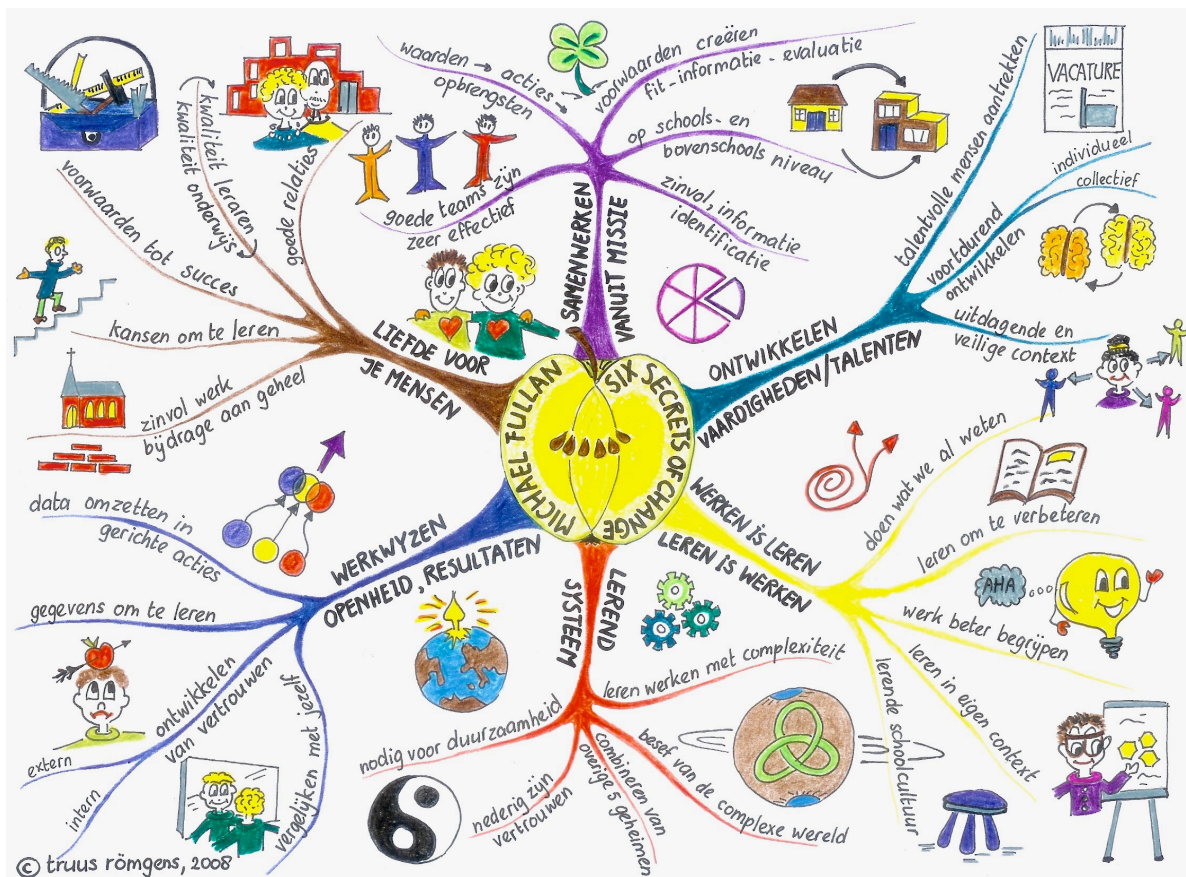 MICHAEL FULLAN
SIX SECRETS OF CHANGE
SAMENWERKEN
VANUIT MISSIE
waarden → acties →
opbrengsten
voorwaarden creëren
fit-informatie-evaluatie
op schools- en
bovenschools niveau
zinvol, informatie
identificatie
goede teams zijn
zeer effectief
ONTWIKKELEN
VAARDIGHEDEN/TALENTEN
talentvolle mensen aantrekken
VACATURE
voortdurend
ontwikkelen
individueel
collectief
uitdagende en
veilige context
WERKEN IS LEREN
LEREN IS WERKEN
doen wat we al weten
leren om te verbeteren
AHA
werk beter begrijpen
leren in eigen context
lerende schoolcultuur
LEREND
SYSTEEM
leren werken met complexiteit
besef van de complexe wereld
combineren van
overige 5 geheimen
nederig zijn
vertrouwen
nodig voor duurzaamheid
WERKWYZEN
OPENHEID, RESULTATEN
data omzetten in
gerichte acties
gegevens om te leren
ontwikkelen
van vertrouwen
extern
intern
vergelijken met jezelf
LIEFDE VOOR
JE MENSEN
goede relaties
kwaliteit leraren
kwaliteit onderwijs
voorwaarden tot succes
kansen om te leren
zinvol werk
bijdrage aan geheel
© truus römgens, 2008